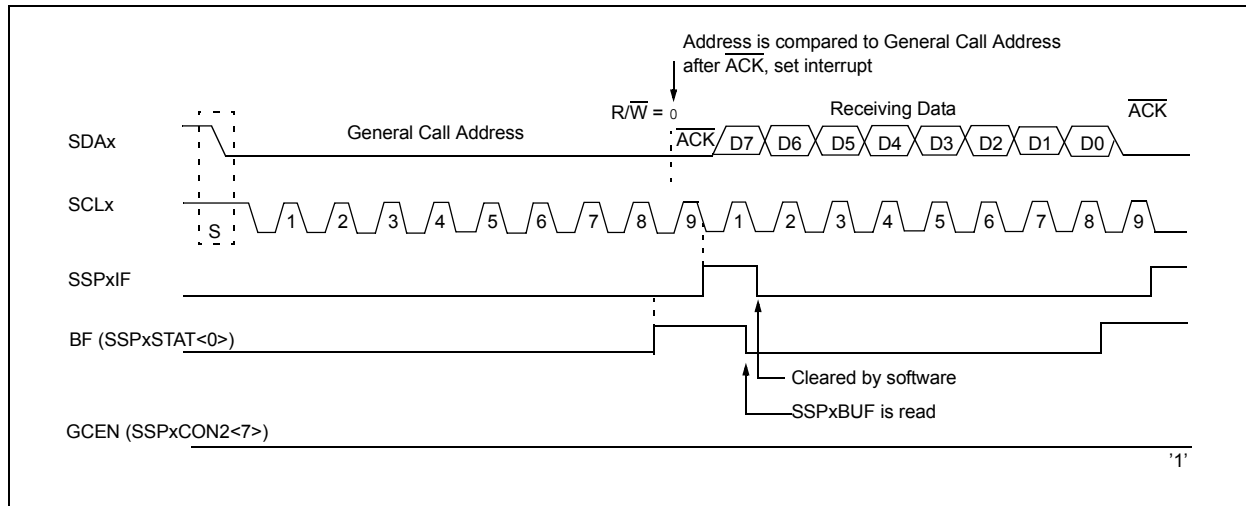 Address is compared to General Call Address
after ACK, set interrupt
R/W = 0
Receiving Data
ACK
SDAx
General Call Address
ACK
D7 D6 D5 D4 D3 D2 D1 D0
SCLx
S
1 2 3 4 5 6 7 8 9 1 2 3 4 5 6 7 8 9
SSPxIF
BF (SSPxSTAT<0>)
Cleared by software
SSPxBUF is read
GCEN (SSPxCON2<7>)
'1'